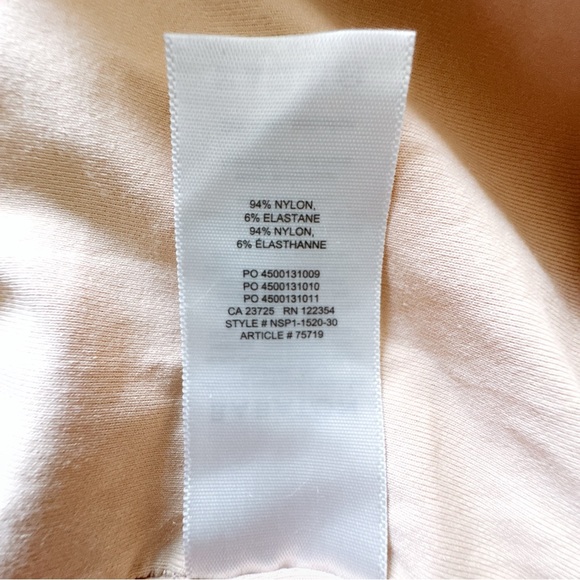 94% NYLON,
6% ELASTANE
94% NYLON,
6% ÉLASTHANNE
PO 4500131009
PO 4500131010
PO 4500131011
CA 23725 RN 122354
STYLE # NSP1-1520-30
ARTICLE # 75719